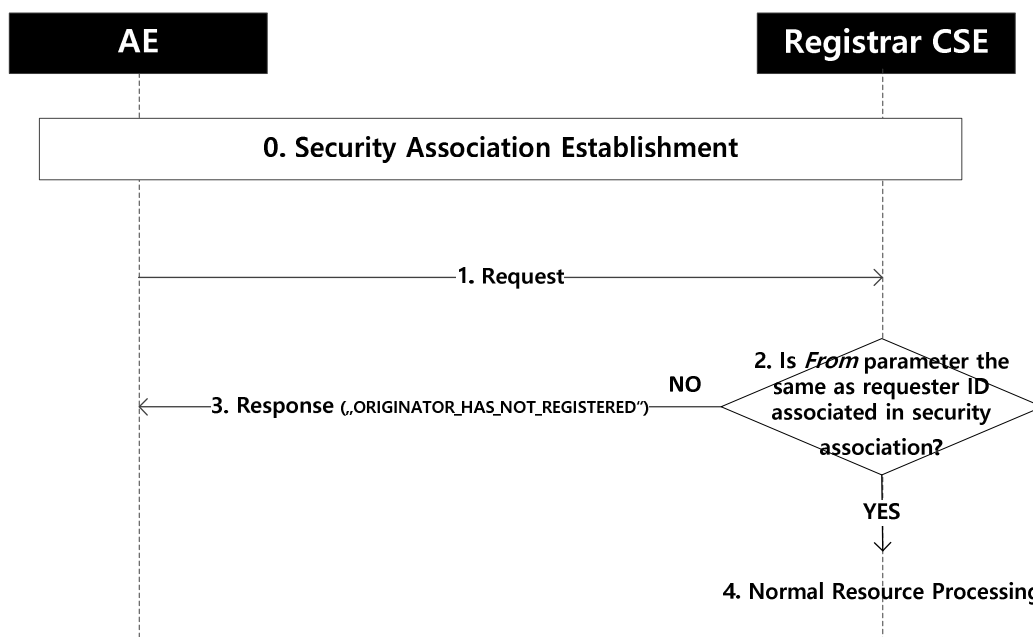 AE
Registrar CSE
0. Security Association Establishment
1. Request
2. Is From parameter the
same as requester ID
associated in security
association?
NO
3. Response („ORIGINATOR_HAS_NOT_REGISTERED“)
YES
4. Normal Resource Processing